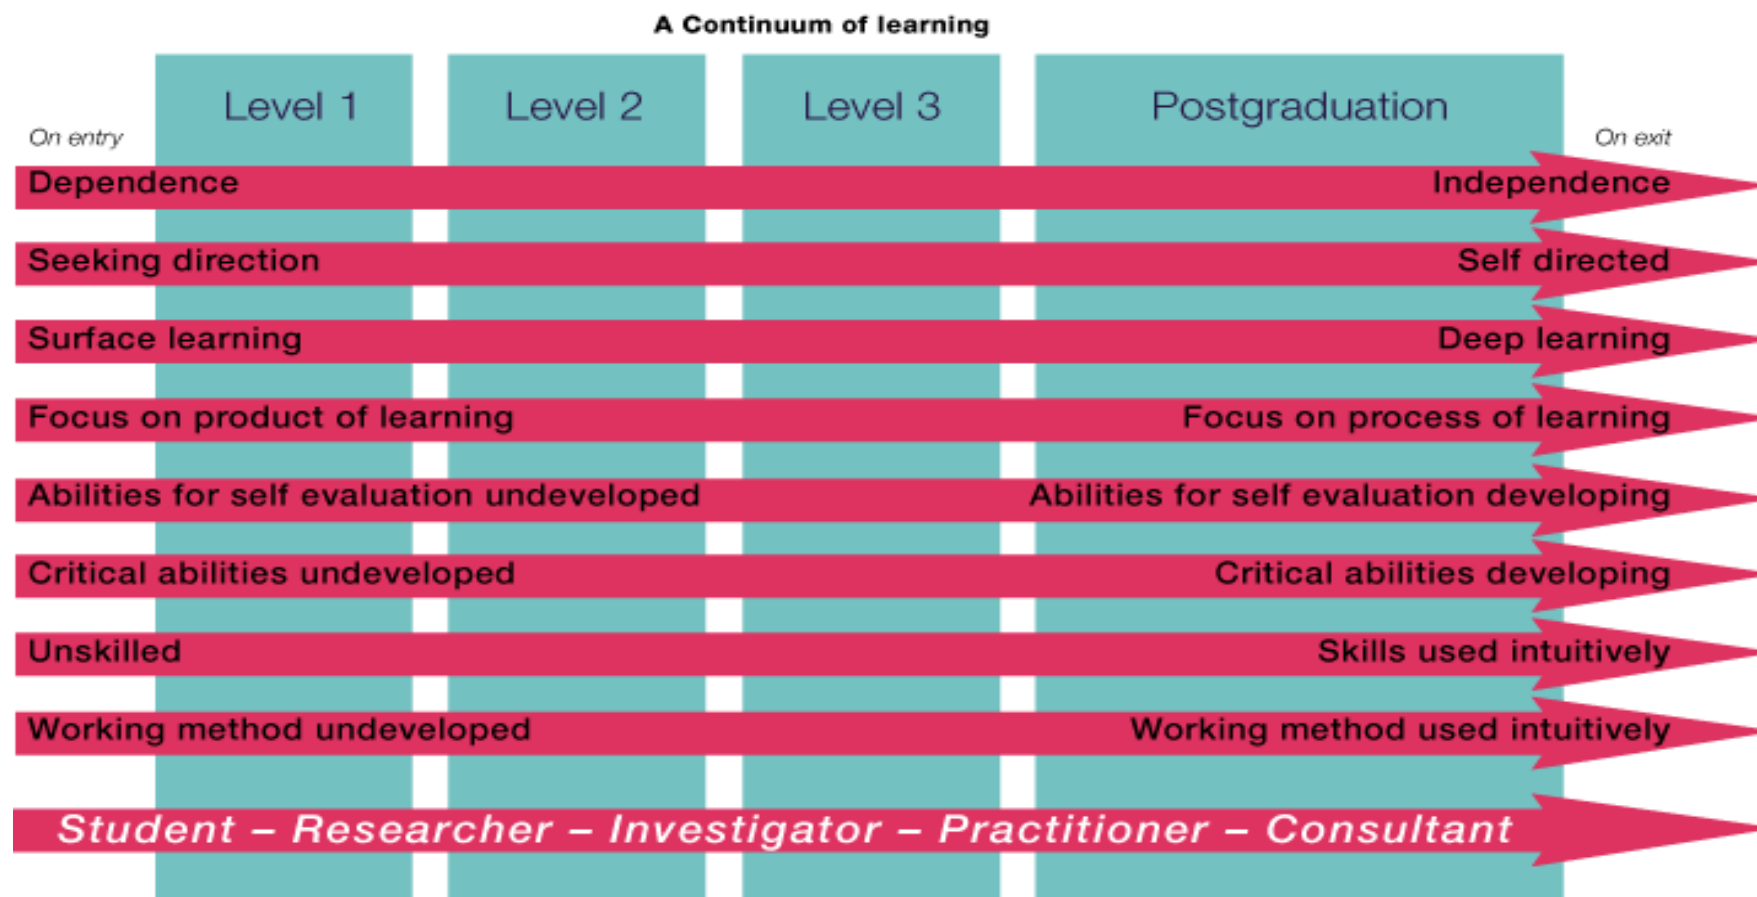 A Continuum of learning
Level 1 Level 2 Level 3 Postgraduation
On entry On exit
Dependence Independence
Seeking direction Self directed
Surface learning Deep learning
Focus on product of learning Focus on process of learning
Abilities for self evaluation undeveloped Abilities for self evaluation developing
Critical abilities undeveloped Critical abilities developing
Unskilled Skills used intuitively
Working method undeveloped Working method used intuitively
Student – Researcher – Investigator – Practitioner – Consultant